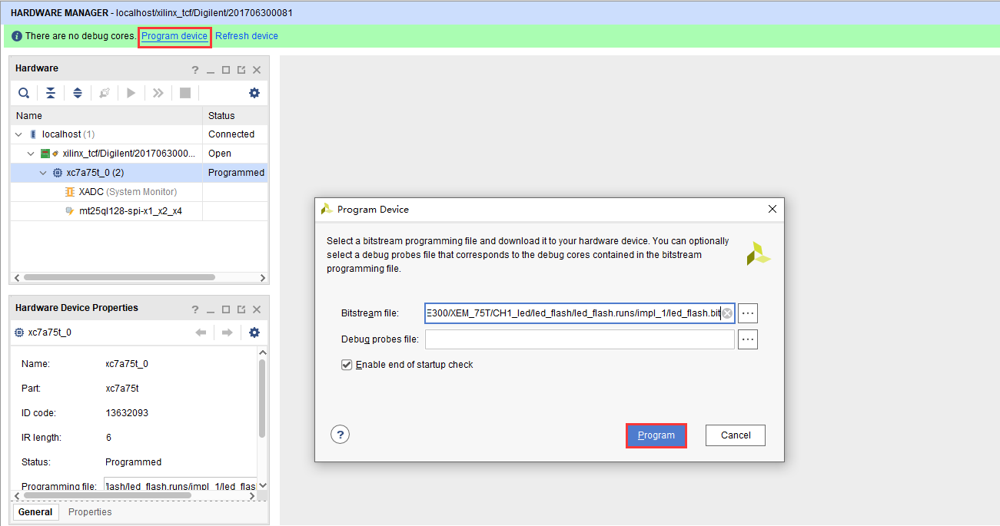 HARDWARE MANAGER - localhost/xilinx_tcf/Digilent/201706300081
There are no debug cores. Program device Refresh device
Hardware
Name Status
localhost (1) Connected
xilinx_tcf/Digilent/2017063000... Open
xc7a75t_0 (2) Programmed
XADC (System Monitor)
mt25ql128-spi-x1_x2_x4
Hardware Device Properties
xc7a75t_0
Name: xc7a75t_0
Part: xc7a75t
ID code: 13632093
IR length: 6
Status: Programmed
Programming file: lash/led_flash.runs/impl_1/led_flas
General Properties
Program Device
Select a bitstream programming file and download it to your hardware device. You can optionally
select a debug probes file that corresponds to the debug cores contained in the bitstream
programming file.
Bitstream file: E300/XEM_75T/CH1_led/led_flash/led_flash.runs/impl_1/led_flash.bit
Debug probes file:
Enable end of startup check
? Program Cancel